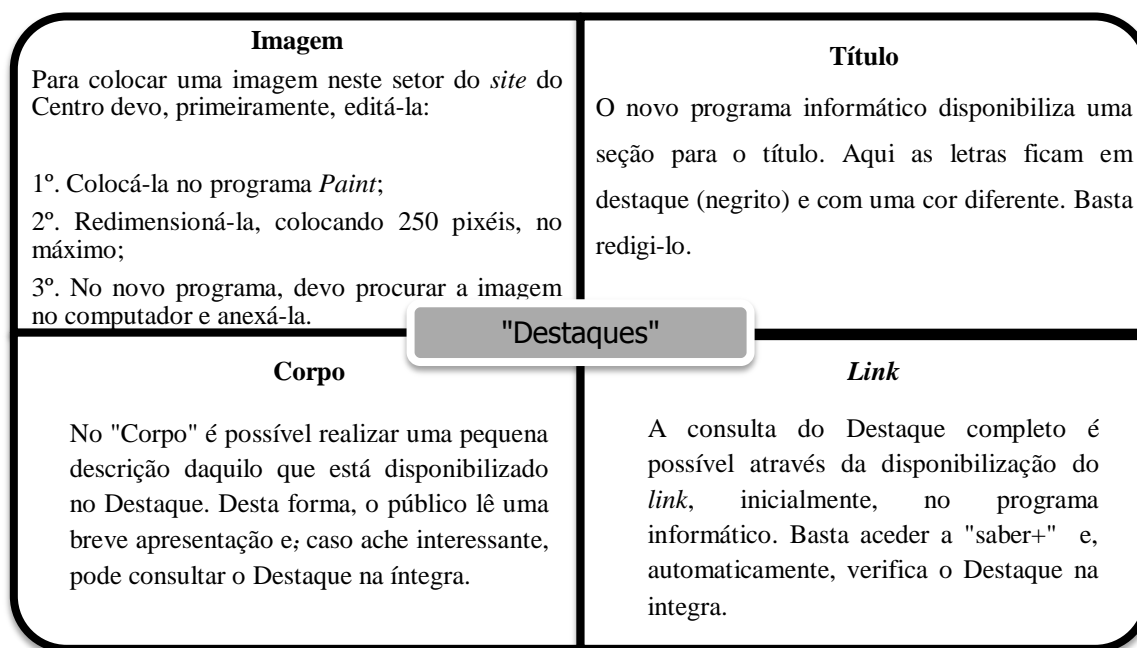 Imagem
Para colocar uma imagem neste setor do site do
Centro devo, primeiramente, editá-la:
1º. Colocá-la no programa Paint;
2º. Redimensioná-la, colocando 250 pixéis, no
máximo;
3º. No novo programa, devo procurar a imagem
no computador e anexá-la.
Título
O novo programa informático disponibiliza uma
seção para o título. Aqui as letras ficam em
destaque (negrito) e com uma cor diferente. Basta
redigi-lo.
"Destaques"
Corpo
No "Corpo" é possível realizar uma pequena
descrição daquilo que está disponibilizado
no Destaque. Desta forma, o público lê uma
breve apresentação e, caso ache interessante,
pode consultar o Destaque na íntegra.
Link
A consulta do Destaque completo é
possível através da disponibilização do
link, inicialmente, no programa
informático. Basta aceder a "saber+" e,
automaticamente, verifica o Destaque na
integra.